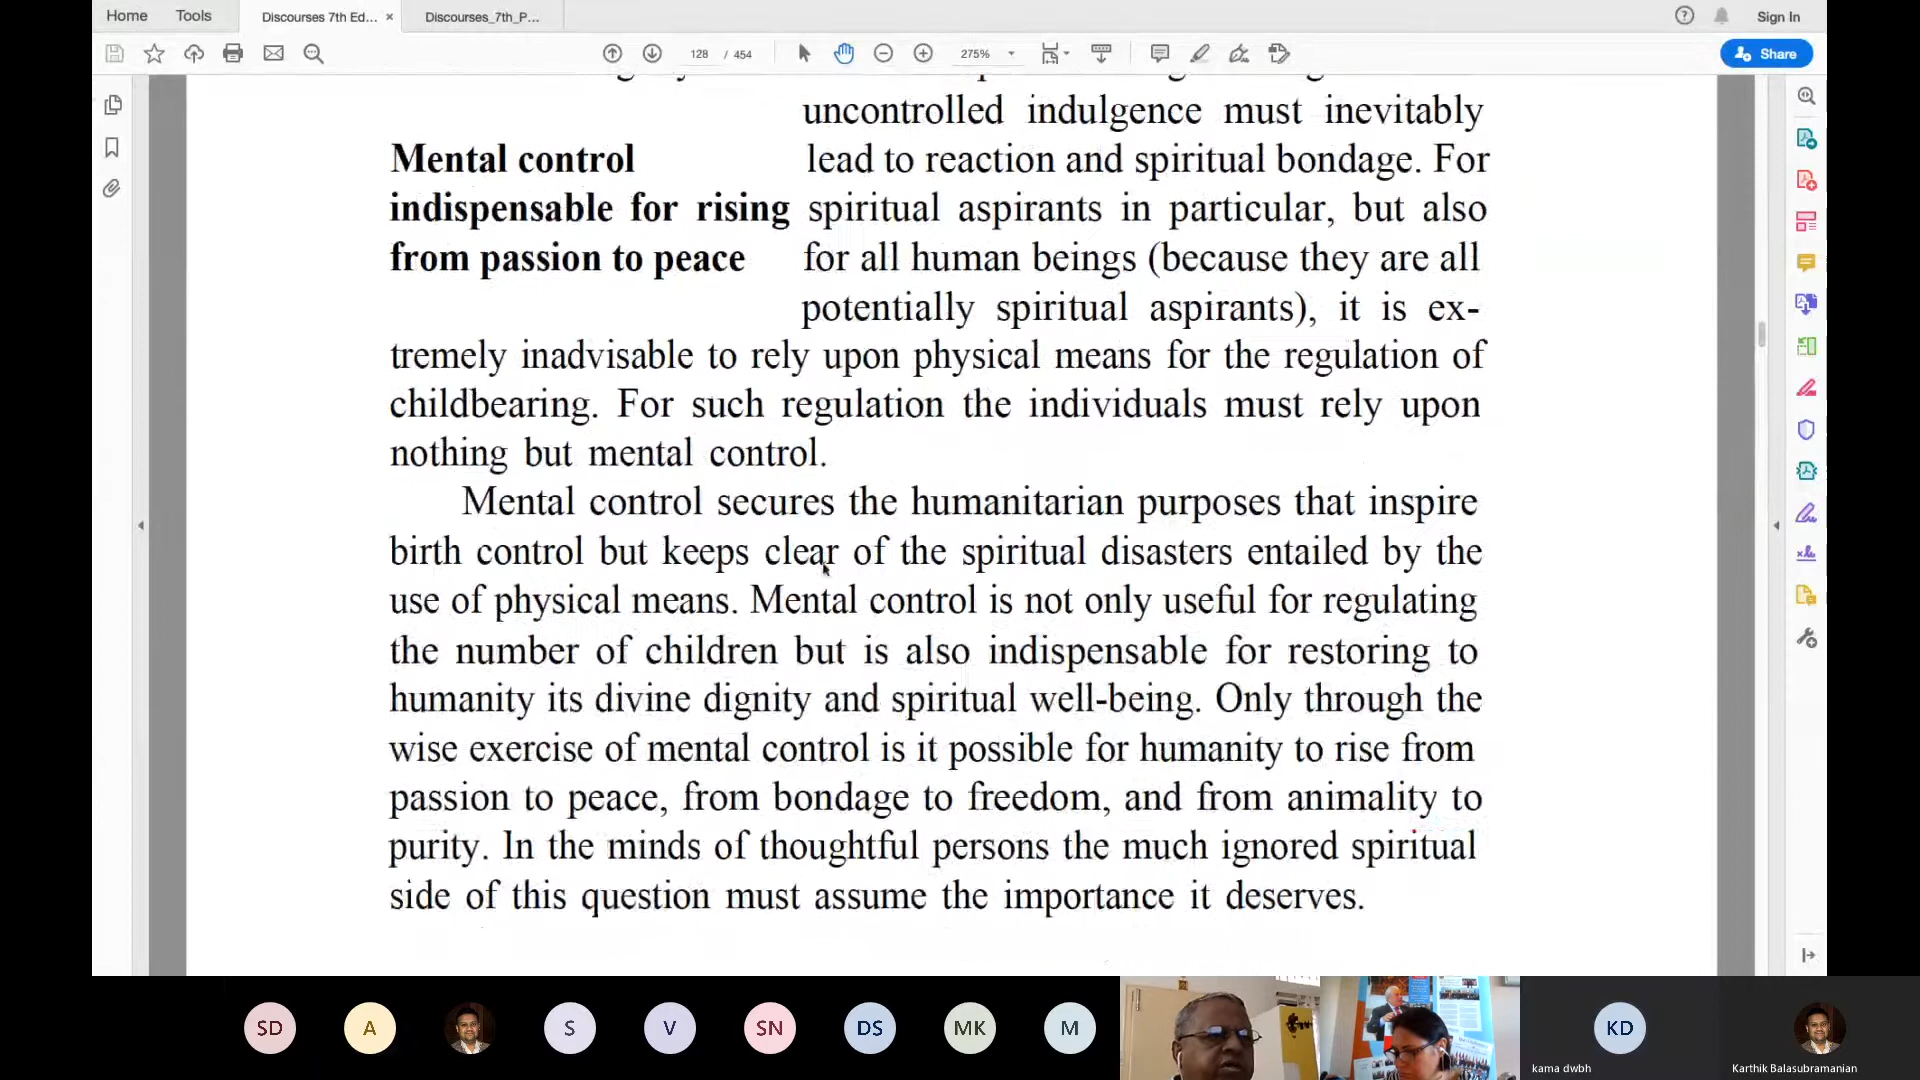 Home Tools Discourses 7th Ed... × Discourses_7th_P... Sign In
128 / 454 275% Share
uncontrolled indulgence must inevitably
Mental control lead to reaction and spiritual bondage. For
indispensable for rising spiritual aspirants in particular, but also
from passion to peace for all human beings (because they are all
potentially spiritual aspirants), it is ex-
tremely inadvisable to rely upon physical means for the regulation of
childbearing. For such regulation the individuals must rely upon
nothing but mental control.
Mental control secures the humanitarian purposes that inspire
birth control but keeps clear of the spiritual disasters entailed by the
use of physical means. Mental control is not only useful for regulating
the number of children but is also indispensable for restoring to
humanity its divine dignity and spiritual well-being. Only through the
wise exercise of mental control is it possible for humanity to rise from
passion to peace, from bondage to freedom, and from animality to
purity. In the minds of thoughtful persons the much ignored spiritual
side of this question must assume the importance it deserves.
SD A S V SN DS MK M KD
kama dwbh Karthik Balasubramanian